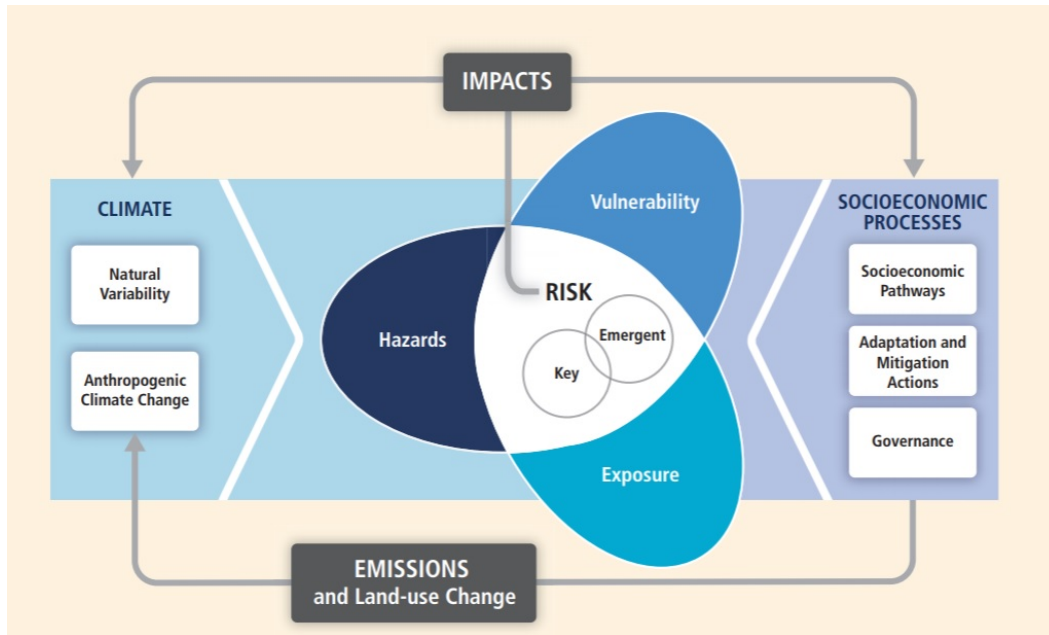 IMPACTS
CLIMATE
Natural
Variability
Anthropogenic
Climate Change
Vulnerability
Hazards
RISK
Emergent
Key
Exposure
SOCIOECONOMIC
PROCESSES
Socioeconomic
Pathways
Adaptation and
Mitigation
Actions
Governance
EMISSIONS
and Land-use Change